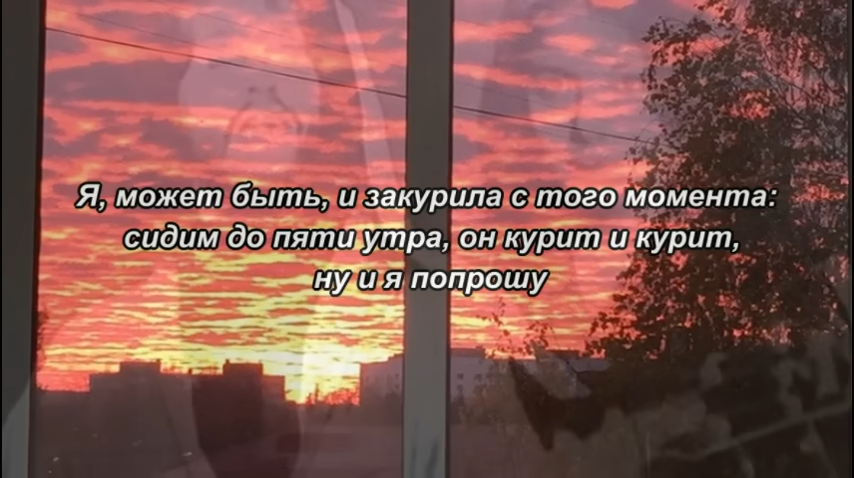 Я, может быть, и закурила с того момента:
сидим до пяти утра, он курит и курит,
ну и я попрошу